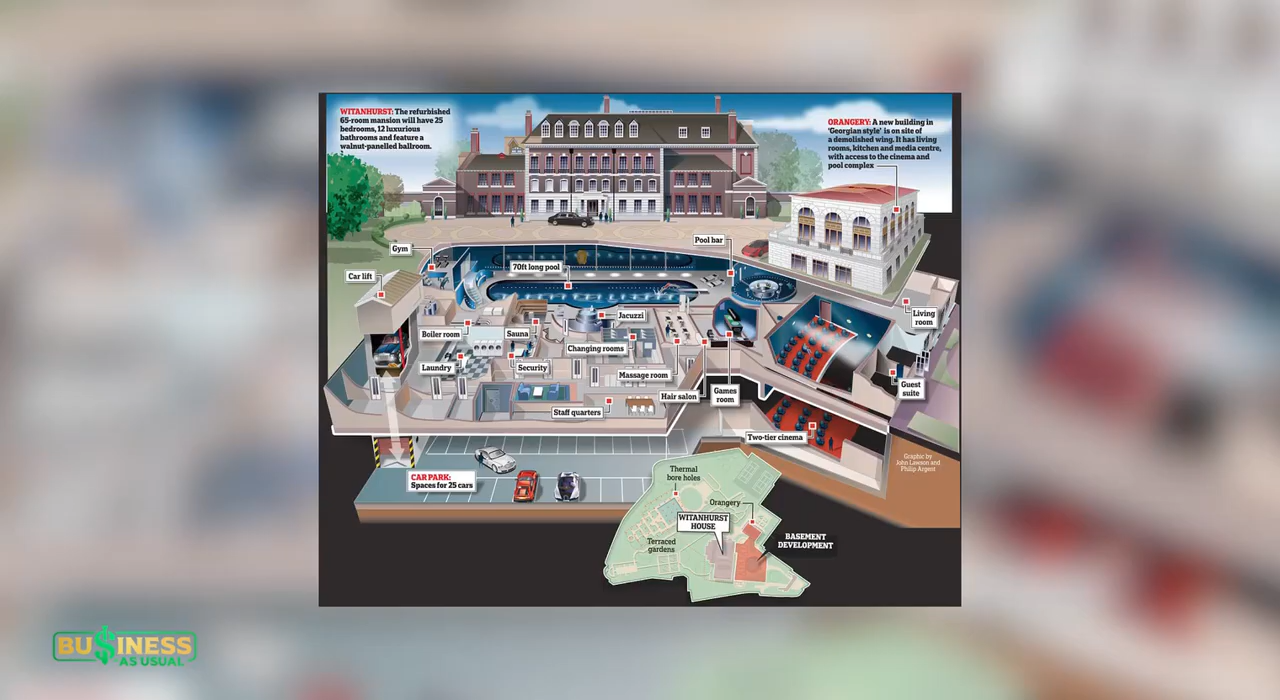 WITANHURST: The refurbished
65-room mansion will have 25
bedrooms, 12 luxurious
bathrooms and feature a
walnut-panelled ballroom.
ORANGERY: A new building in
'Georgian style' is on site of
a demolished wing. It has living
rooms, kitchen and media centre,
with access to the cinema and
pool complex
Gym
Pool bar
70ft long pool
Car lift
Living
room
Jacuzzi
Boiler room
Sauna
Changing rooms
Laundry
Security
Massage room
Guest
suite
Hair salon
Games
room
Staff quarters
Two-tier cinema
Graphic by
John Lawson and
Philip Argent
CAR PARK:
Spaces for 25 cars
Thermal
bore holes
Orangery
WITANHURST
HOUSE
Terraced
gardens
BASEMENT
DEVELOPMENT
BU$INESS
AS USUAL